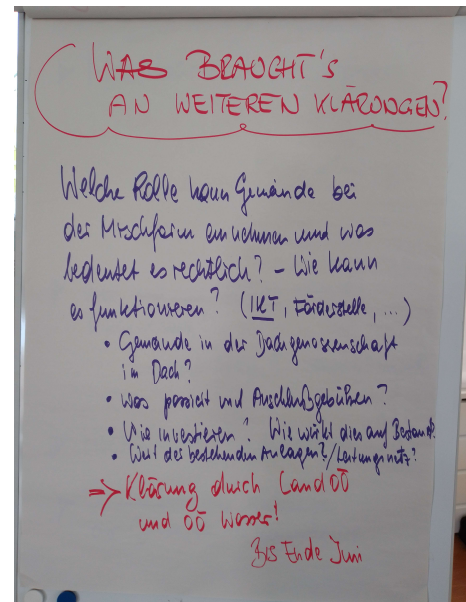 WAS BRAUCHT'S
AN WEITEREN KLÄRUNGEN?
Welche Rolle kann Gemeinde bei
der Mischform einnehmen und was
bedeutet es rechtlich? - Wie kann
es funktionieren? (IKT, Förderstelle, ...)
• Gemeinde in der Dachgenossenschaft
im Dach?
• Was passiert mit Anschlußgebühren?
• Wie investieren? Wie wirkt dies auf Bestand?
• Wert des bestehenden Anlagen?/Leitungsnetz?
⇒ Klärung durch Land OÖ
und OÖ Wasser!
Bis Ende Juni